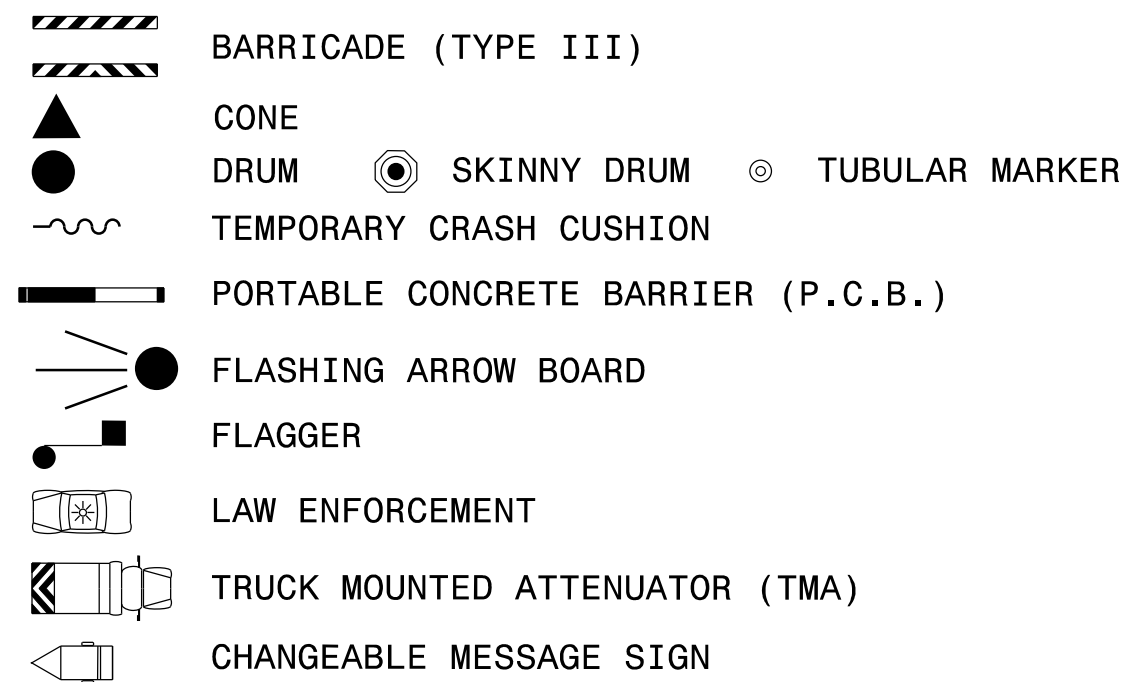 BARRICADE (TYPE III)
CONE
DRUM SKINNY DRUM TUBULAR MARKER
TEMPORARY CRASH CUSHION
PORTABLE CONCRETE BARRIER (P.C.B.)
FLASHING ARROW BOARD
FLAGGER
LAW ENFORCEMENT
TRUCK MOUNTED ATTENUATOR (TMA)
CHANGEABLE MESSAGE SIGN